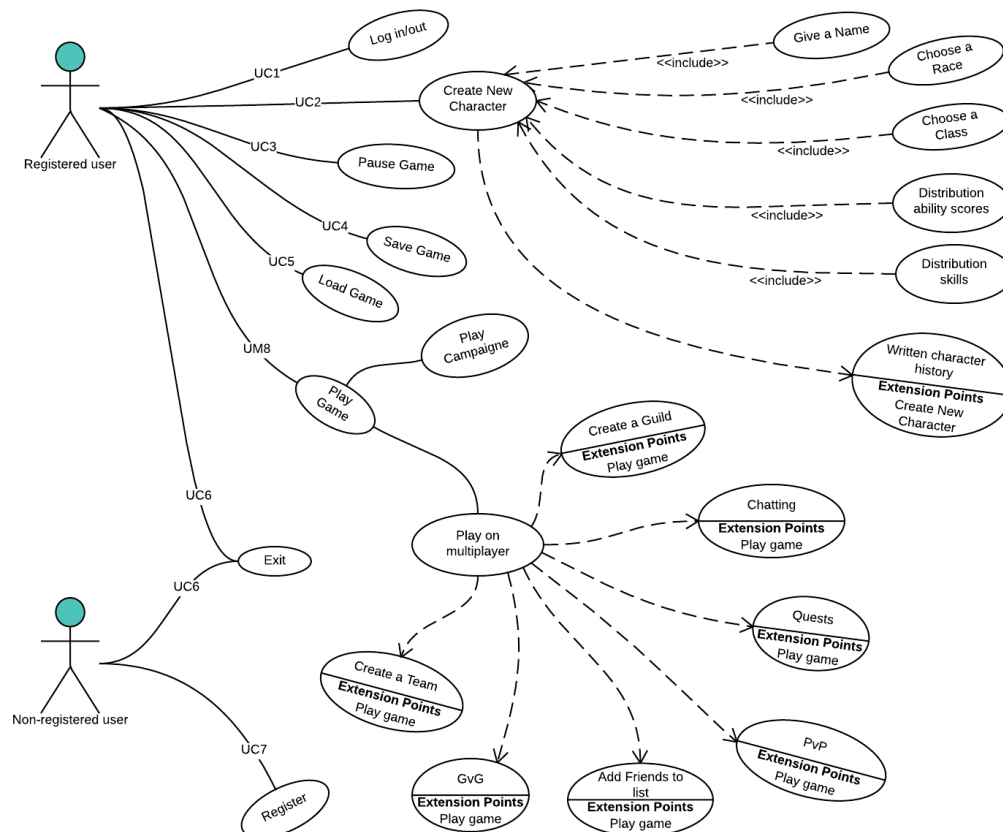 Log in/out
Give a Name
Choose a
Race
UC1
<<include>>
Registered user
UC2
Create New
Character
<<include>>
Choose a
Class
UC3
Pause Game
<<include>>
Distribution
ability scores
<<include>>
UC4
Save Game
UC5
Load Game
Distribution
skills
<<include>>
UM8
Play
Campaigne
Written character
history
Extension Points
Create New
Character
Play
Game
Create a Guild
Extension Points
Play game
UC6
Chatting
Extension Points
Play game
Play on
multiplayer
Exit
UC6
Quests
Extension Points
Play game
Non-registered user
Create a Team
Extension Points
Play game
UC7
PvP
Extension Points
Play game
Register
GvG
Extension Points
Play game
Add Friends to
list
Extension Points
Play game